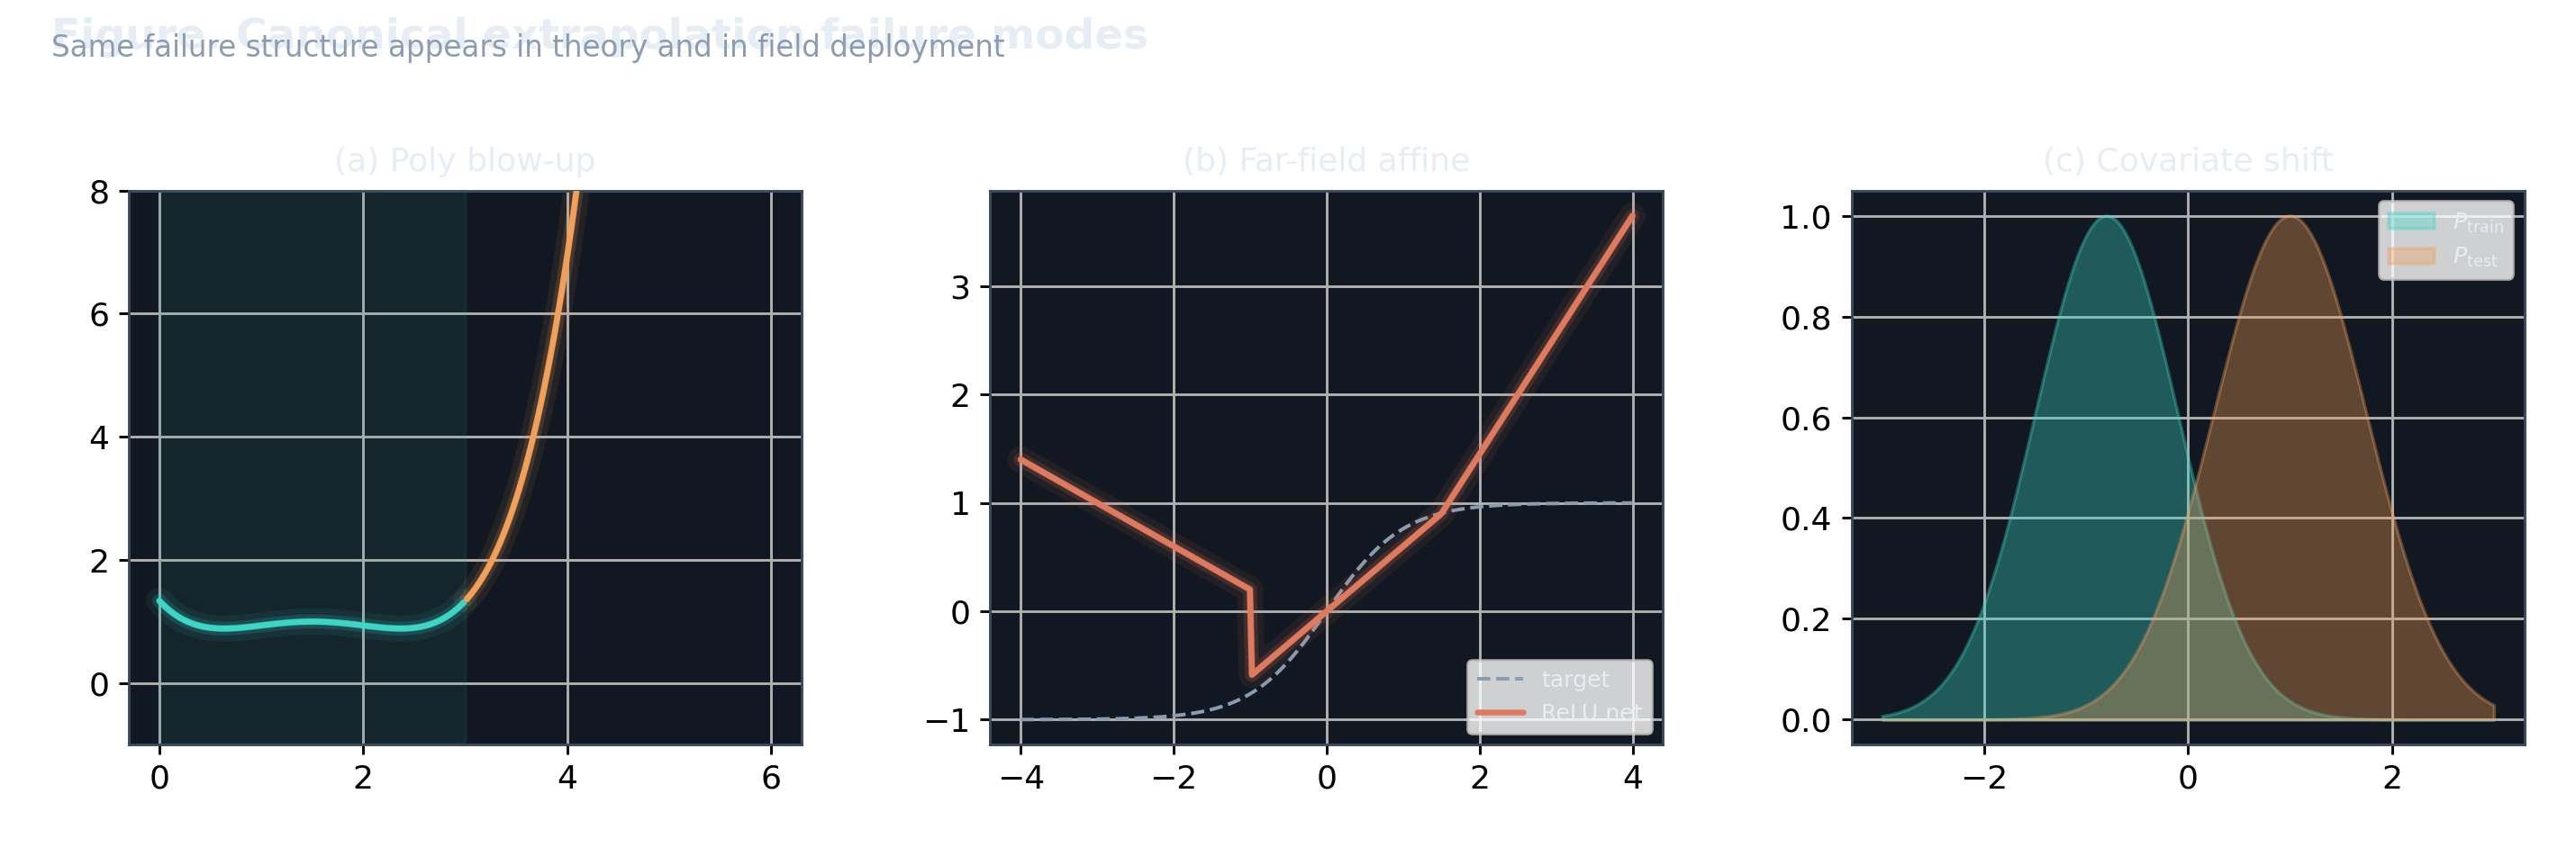 Figure  Canonical extrapolation failure modes
Same failure structure appears in theory and in field deployment
(a) Poly blow-up
8
6
4
2
0
0 2 4 6
(b) Far-field affine
3
2
1
0
−1
−4 −2 0 2 4
target
ReLU net
(c) Covariate shift
1.0
0.8
0.6
0.4
0.2
0.0
−2 0 2
P_train
P_test